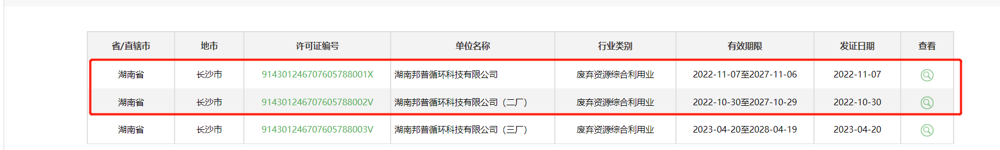 省/直辖市 地市 许可证编号 单位名称 行业类别 有效期限 发证日期 查看
湖南省 长沙市 914301246707605788001X 湖南邦普循环科技有限公司 废弃资源综合利用业 2022-11-07至2027-11-06 2022-11-07
湖南省 长沙市 914301246707605788002V 湖南邦普循环科技有限公司（二厂） 废弃资源综合利用业 2022-10-30至2027-10-29 2022-10-30
湖南省 长沙市 914301246707605788003V 湖南邦普循环科技有限公司（三厂） 废弃资源综合利用业 2023-04-20至2028-04-19 2023-04-20